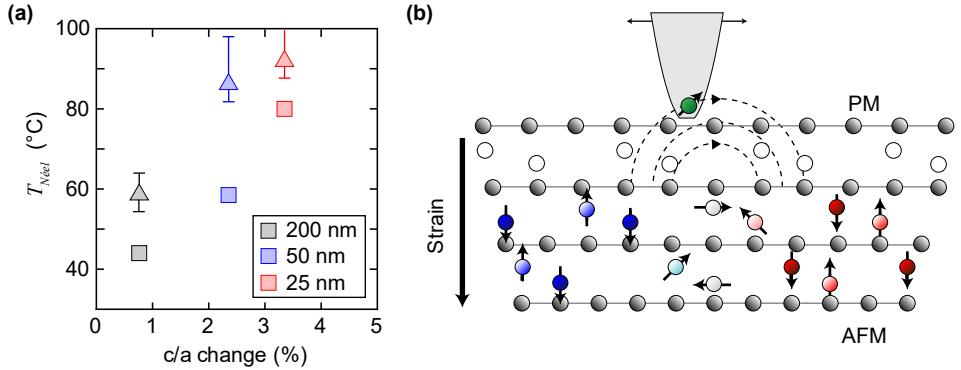 (a)
100
80
60
40
T_Néel (°C)
200 nm
50 nm
25 nm
0 1 2 3 4 5
c/a change (%)
(b)
PM
Strain
AFM